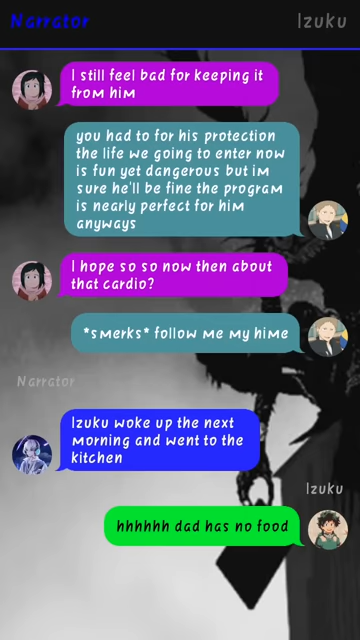 Narrator
Izuku
I still feel bad for keeping it
from him
you had to for his protection
the life we going to enter now
is fun yet dangerous but im
sure he'll be fine the program
is nearly perfect for him
anyways
I hope so so now then about
that cardio?
*smerks* follow me my hime
Narrator
Izuku woke up the next
morning and went to the
kitchen
Izuku
hhhhhh dad has no food